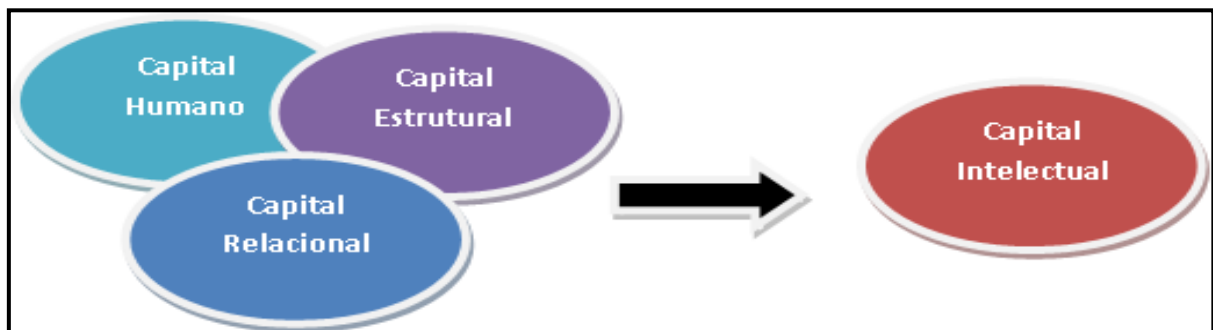 Capital
Humano
Capital
Estrutural
Capital
Relacional
Capital
Intelectual